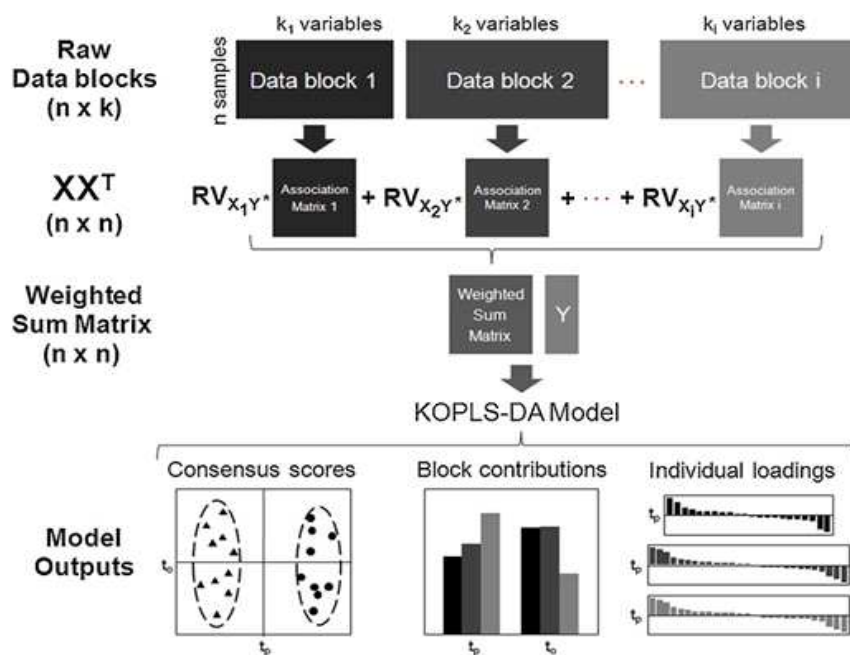 k1 variables
k2 variables
ki variables
Raw
Data blocks
(n x k)
n samples
Data block 1
Data block 2
...
Data block i
XXᵀ
(n x n)
RVX1Y*
Association
Matrix 1
+ RVX2Y*
Association
Matrix 2
+ ... + RVXiY*
Association
Matrix i
Weighted
Sum Matrix
(n x n)
Weighted
Sum
Matrix
Y
KOPLS-DA Model
Consensus scores
Block contributions
Individual loadings
Model
Outputs
to
tp
tp
to
tp
tp
tp